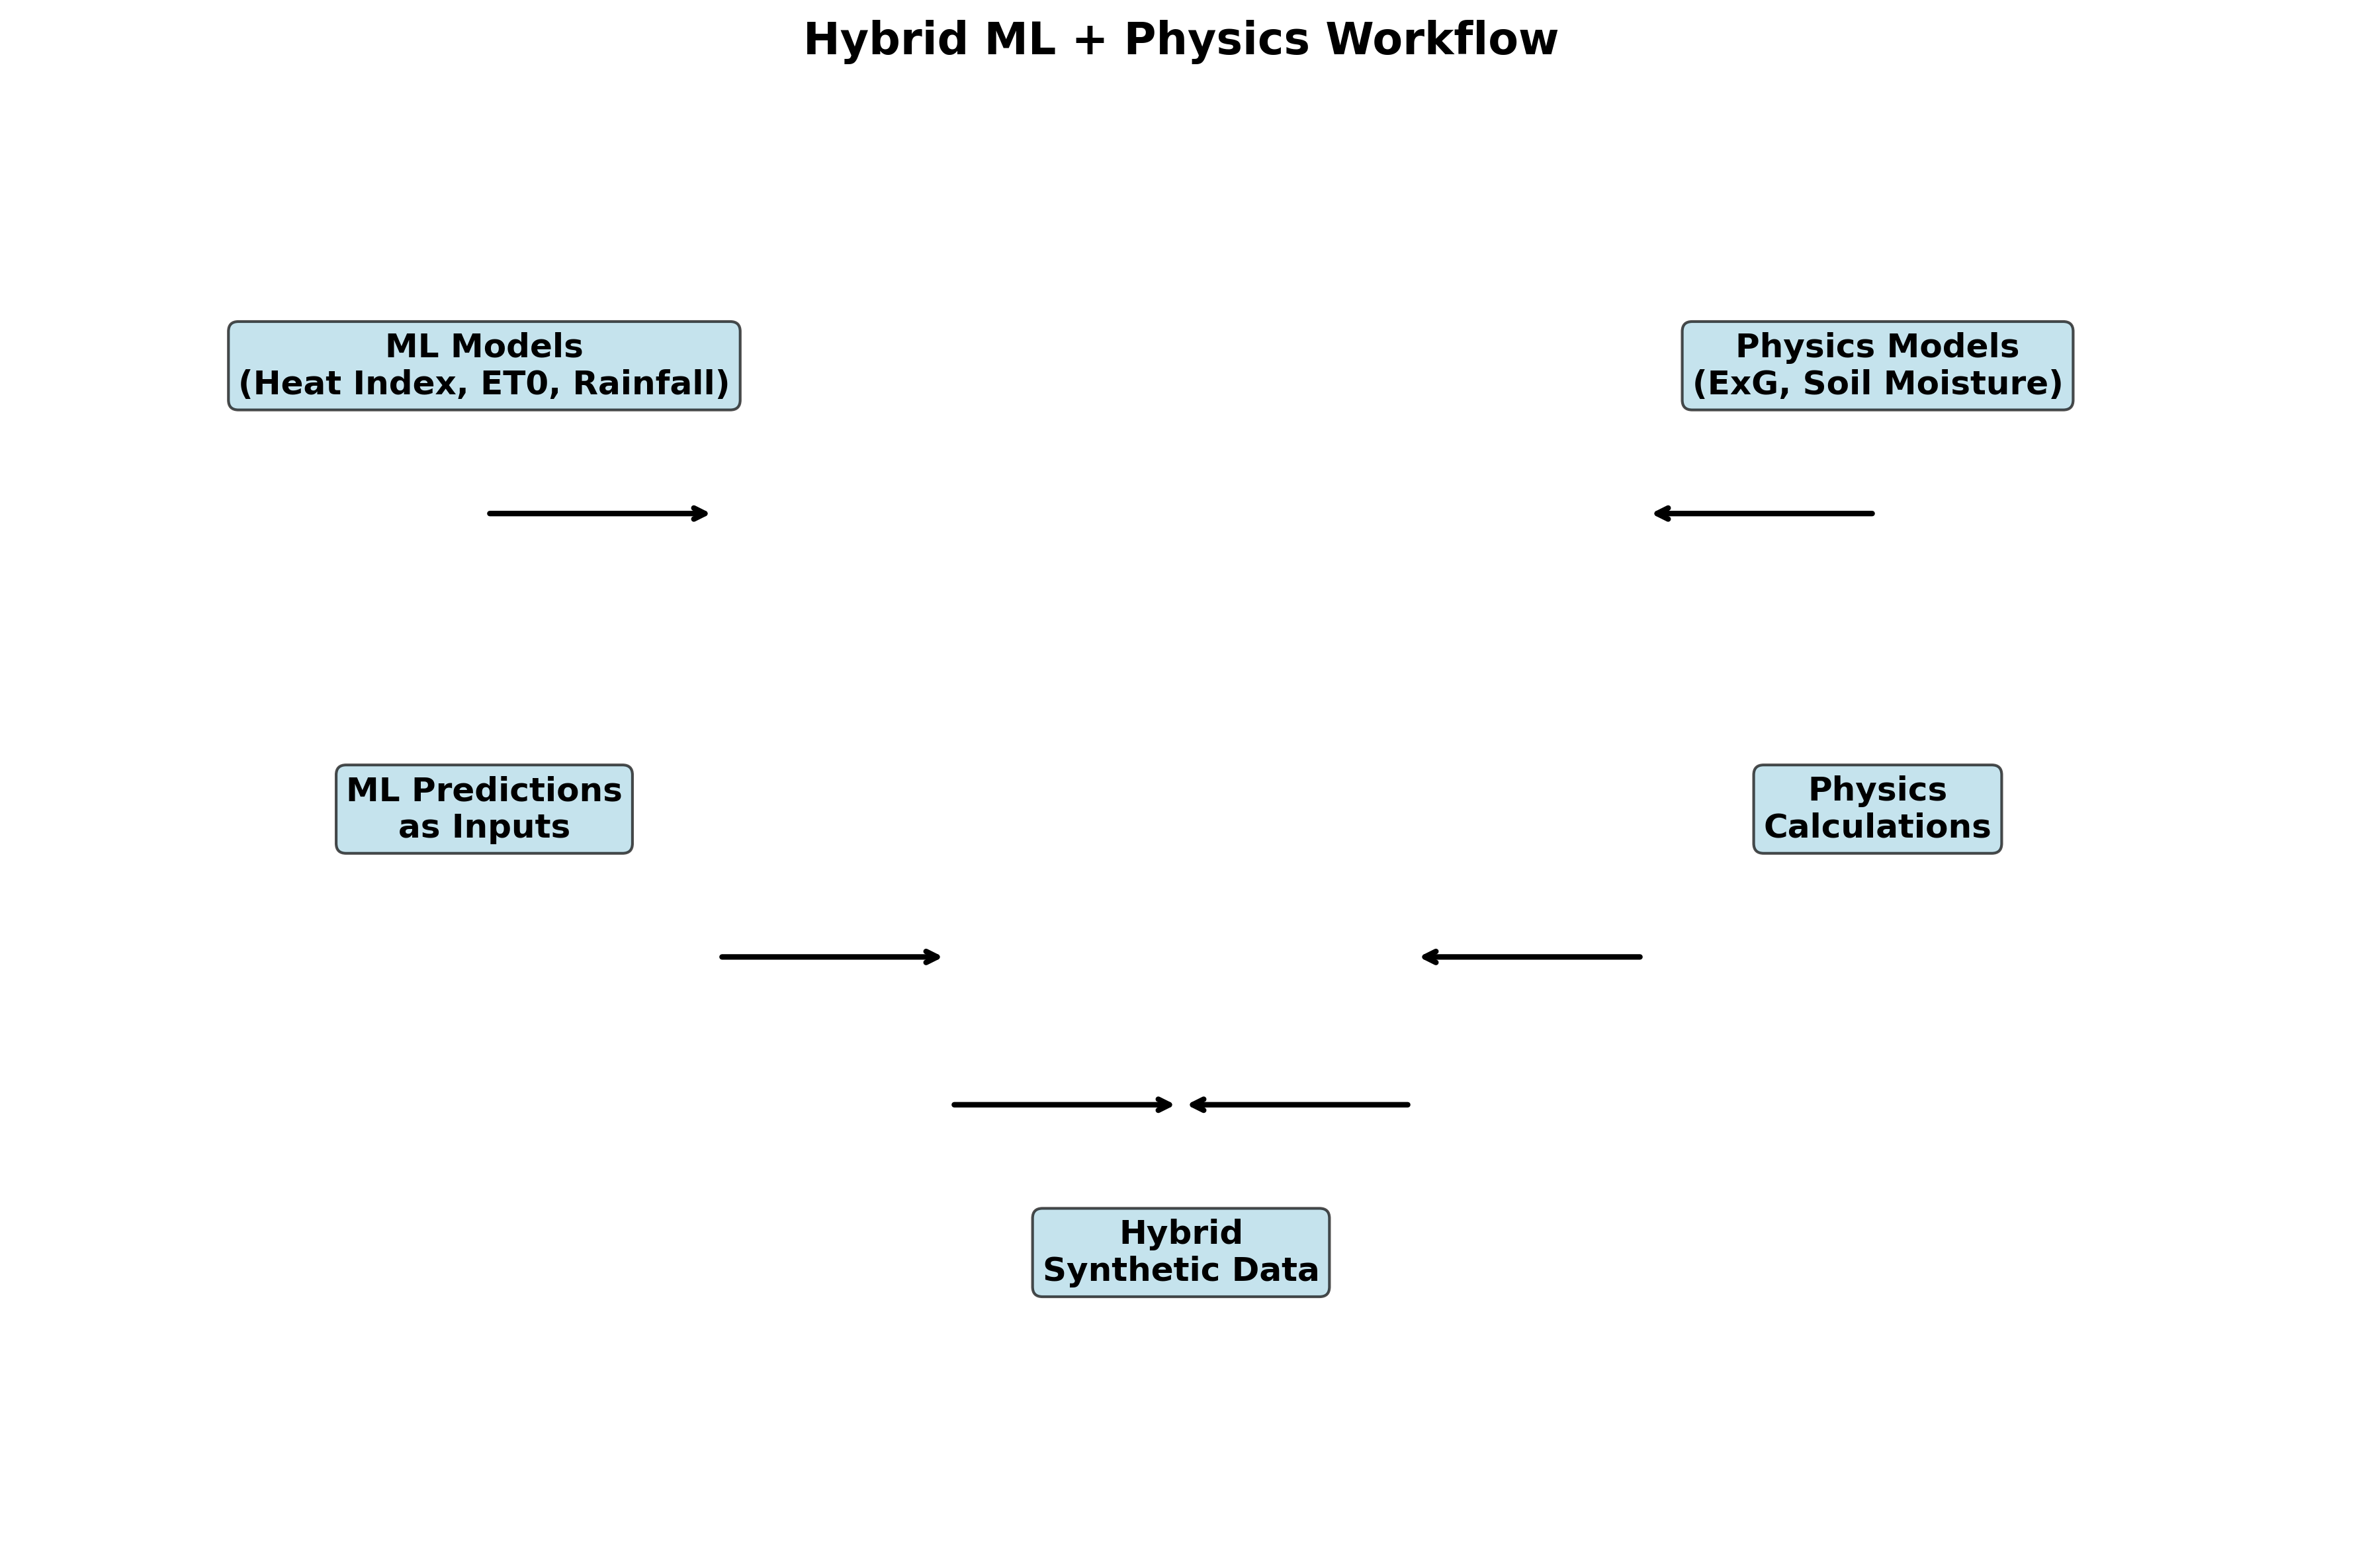 Hybrid ML + Physics Workflow
ML Models
(Heat Index, ET0, Rainfall)
Physics Models
(ExG, Soil Moisture)
ML Predictions
as Inputs
Physics
Calculations
Hybrid
Synthetic Data